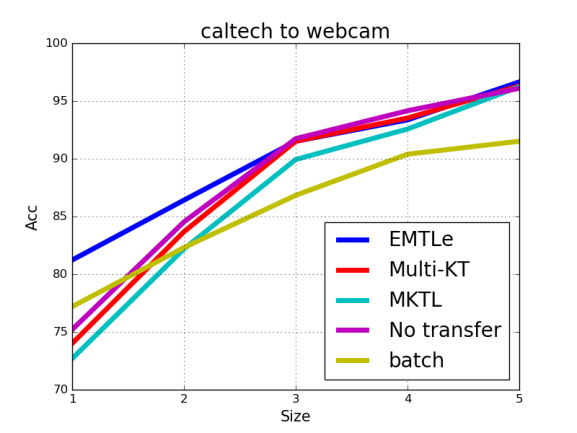 caltech to webcam
100
95
90
85
80
75
70
Acc
EMTLe
Multi-KT
MKTL
No transfer
batch
1 2 3 4 5
Size